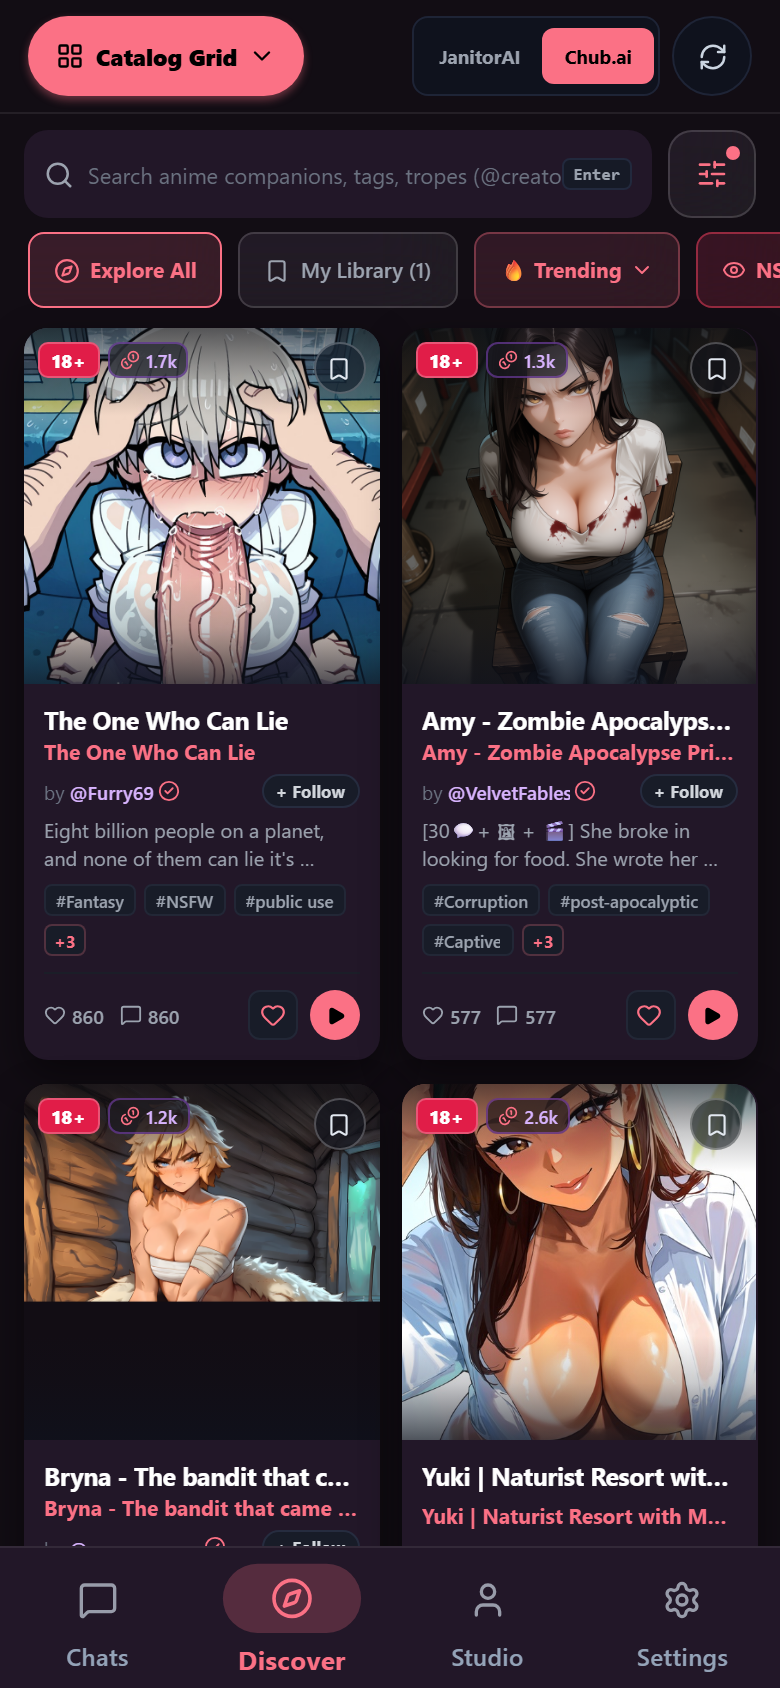 Catalog Grid
JanitorAI
Chub.ai
Search anime companions, tags, tropes (@creato
Enter
Explore All
My Library (1)
Trending
NS
18+
1.7k
18+
1.3k
The One Who Can Lie
The One Who Can Lie
by @Furry69
+ Follow
Eight billion people on a planet,
and none of them can lie it's ...
#Fantasy
#NSFW
#public use
+3
860
860
Amy - Zombie Apocalyps...
Amy - Zombie Apocalypse Pri...
by @VelvetFables
+ Follow
[30💬 + 🖼 + 🎬] She broke in
looking for food. She wrote her ...
#Corruption
#post-apocalyptic
#Captive
+3
577
577
18+
1.2k
18+
2.6k
Bryna - The bandit that c...
Bryna - The bandit that came ...
Yuki | Naturist Resort wit...
Yuki | Naturist Resort with M...
+ Follow
Chats
Discover
Studio
Settings